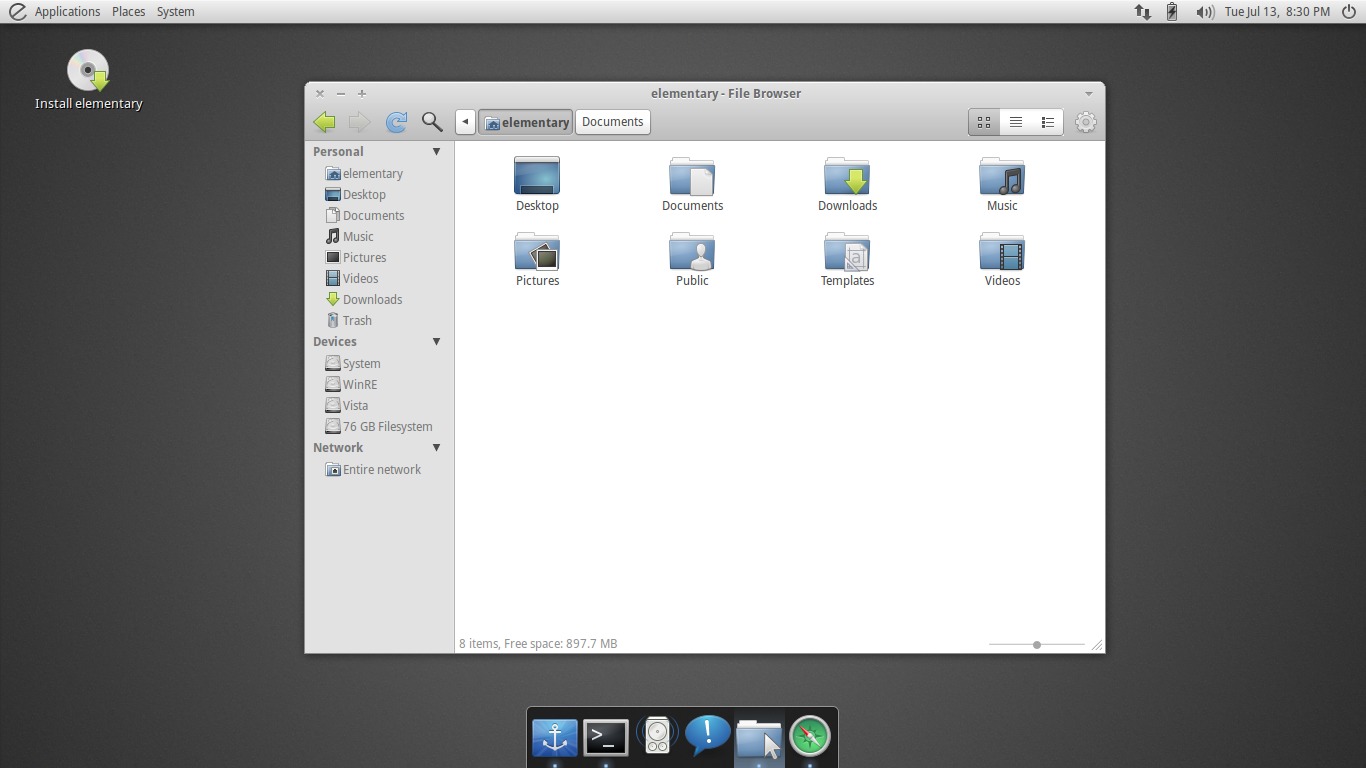 Applications Places System Tue Jul 13, 8:30 PM
Install elementary
elementary - File Browser
elementary Documents
Personal
elementary
Desktop
Documents
Music
Pictures
Videos
Downloads
Trash
Devices
System
WinRE
Vista
76 GB Filesystem
Network
Entire network
Desktop Documents Downloads Music
a
Pictures Public Templates Videos
8 items, Free space: 897.7 MB
>_
!